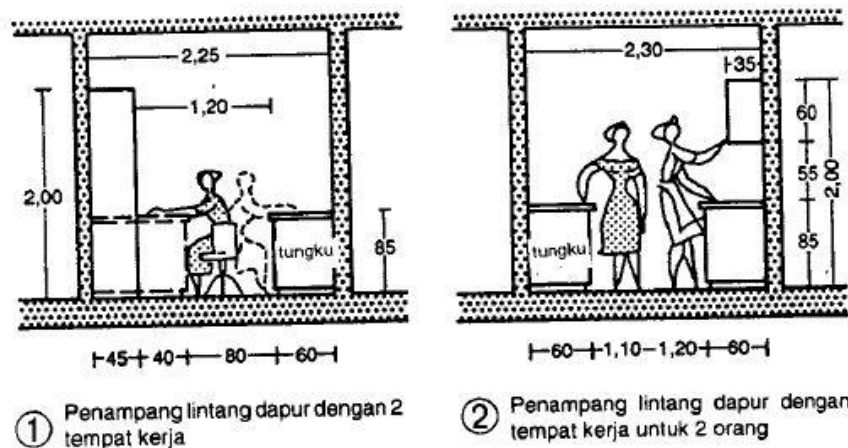 2,25
1,20
2,00
tungku
85
45 40 80 60
① Penampang lintang dapur dengan 2
tempat kerja
2,30
35
60
55
2,00
85
tungku
60 1,10–1,20 60
② Penampang lintang dapur dengan
tempat kerja untuk 2 orang